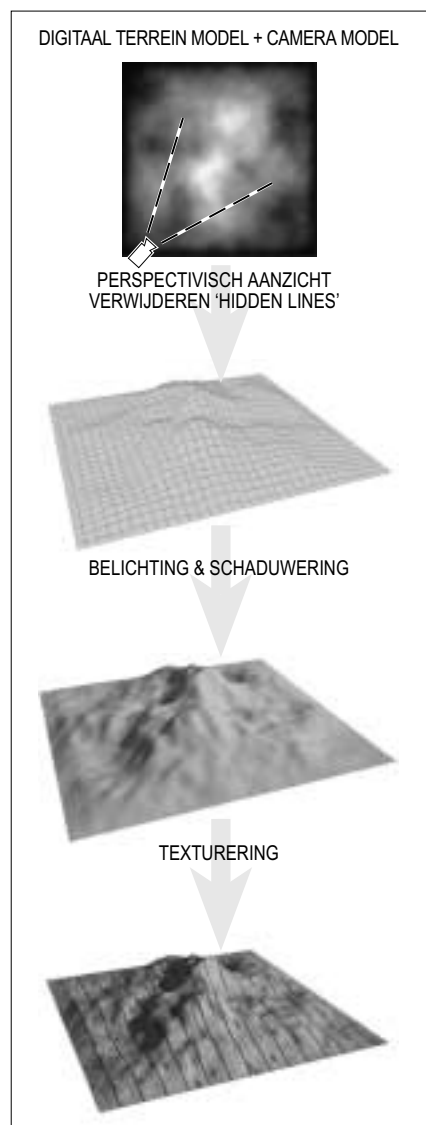 DIGITAAL TERREIN MODEL + CAMERA MODEL
PERSPECTIVISCH AANZICHT
VERWIJDEREN ‘HIDDEN LINES’
BELICHTING & SCHADUWERING
TEXTURERING